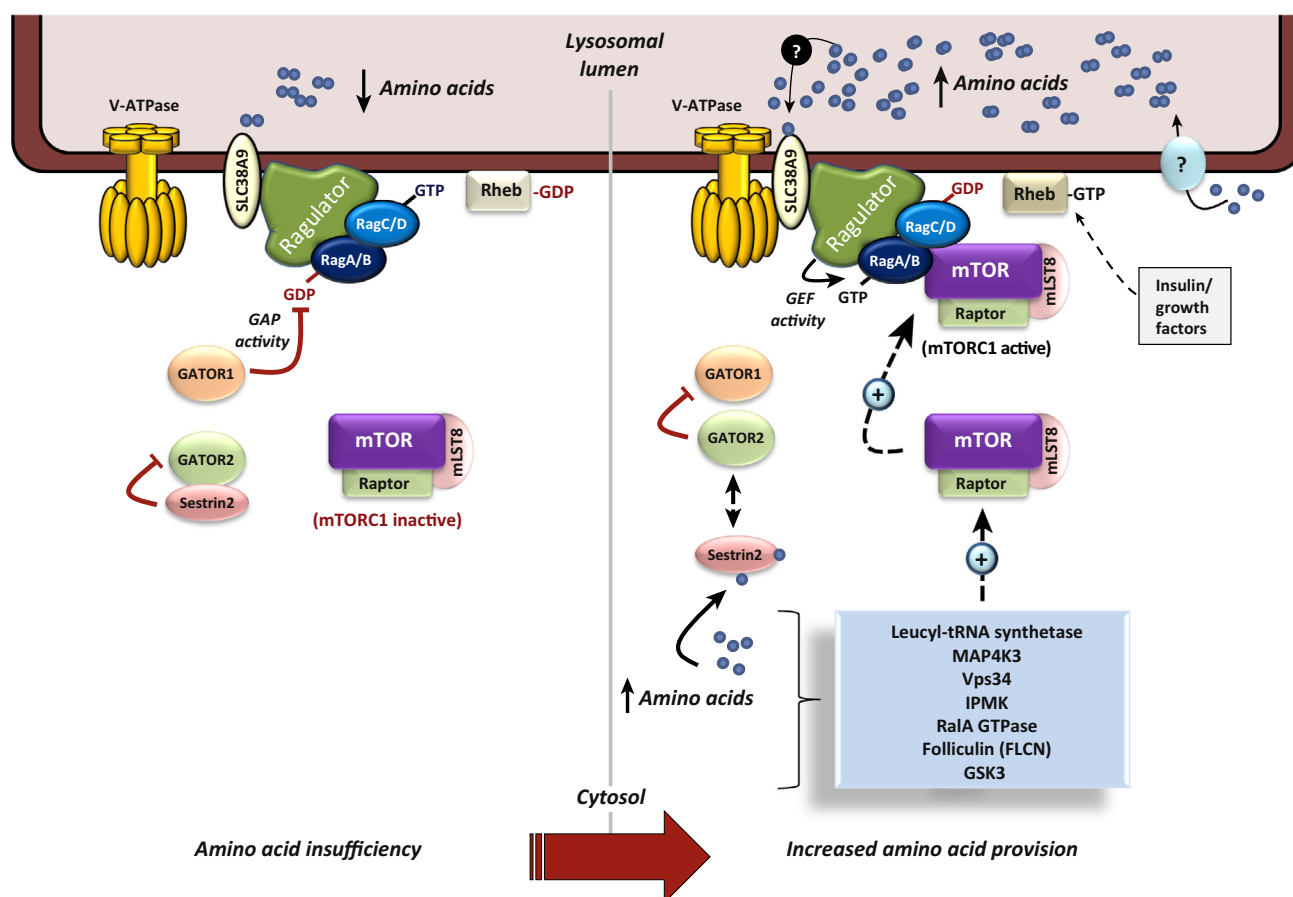 Lysosomal
lumen
Amino acids
V-ATPase
SLC38A9
Ragulator
GTP
RagC/D
RagA/B
GDP
Rheb
-GDP
GAP
activity
GATOR1
GATOR2
Sestrin2
mTOR
Raptor
mLST8
(mTORC1 inactive)
?
Amino acids
V-ATPase
SLC38A9
Ragulator
GDP
RagC/D
RagA/B
Rheb
-GTP
?
GEF
activity
GTP
mTOR
Raptor
mLST8
(mTORC1 active)
Insulin/
growth
factors
GATOR1
GATOR2
+
mTOR
Raptor
mLST8
Sestrin2
+
Amino acids
Leucyl-tRNA synthetase
MAP4K3
Vps34
IPMK
RalA GTPase
Folliculin (FLCN)
GSK3
Cytosol
Amino acid insufficiency
Increased amino acid provision